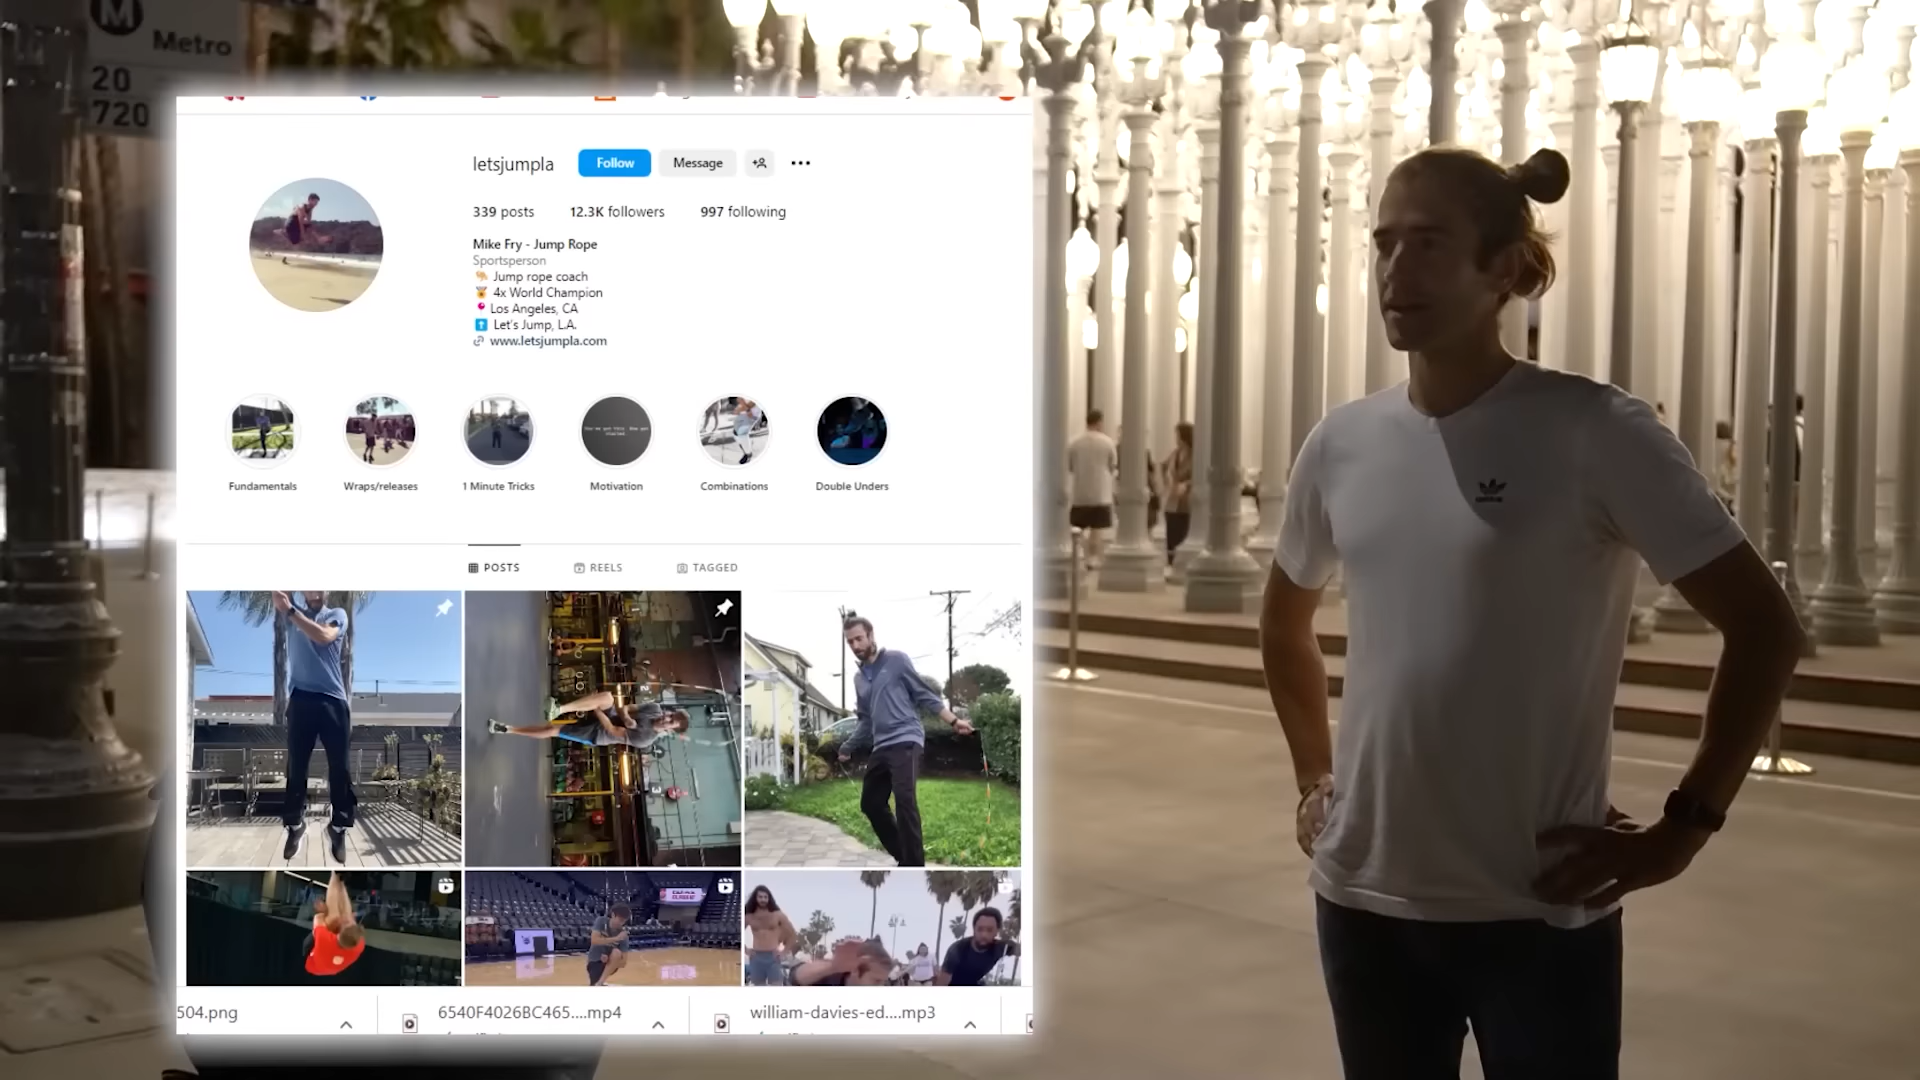 Metro
20
720
letsjumpla
Follow
Message
339 posts
12.3K followers
997 following
Mike Fry - Jump Rope
Sportsperson
Jump rope coach
4x World Champion
Los Angeles, CA
Let's Jump, L.A.
www.letsjumpla.com
Fundamentals
Wraps/releases
1 Minute Tricks
Motivation
Combinations
Double Unders
POSTS
REELS
TAGGED
504.png
6540F4026BC465....mp4
william-davies-ed....mp3